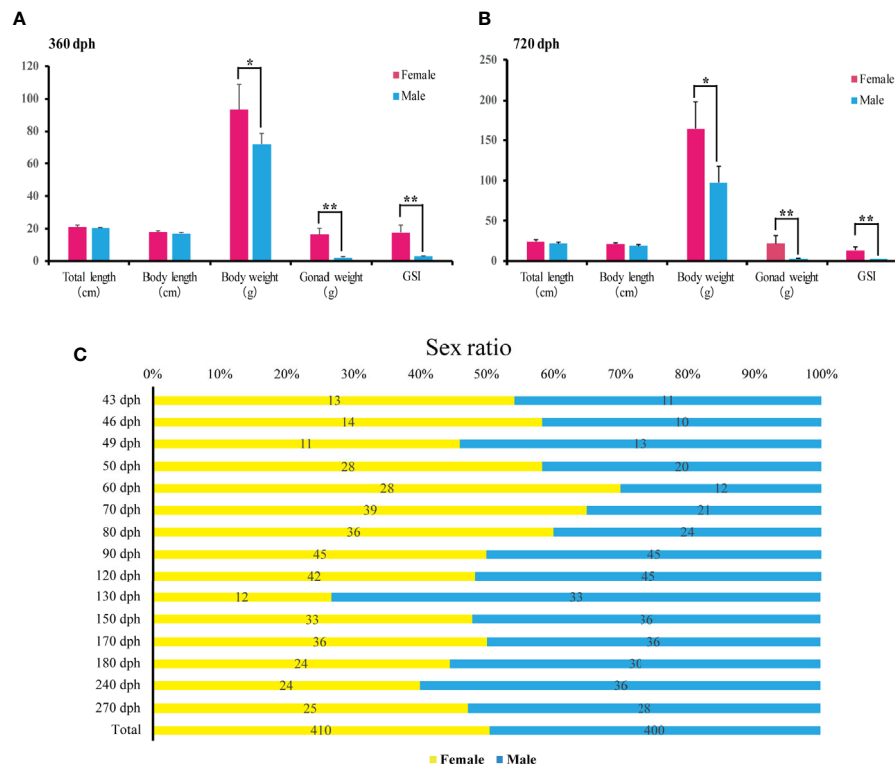 A
360 dph
120
100
80
60
40
20
0
*
**
**
Female
Male
Total length (cm)
Body length (cm)
Body weight (g)
Gonad weight (g)
GSI
B
720 dph
250
200
150
100
50
0
*
**
**
Female
Male
Total length (cm)
Body length (cm)
Body weight (g)
Gonad weight (g)
GSI
C
Sex ratio
0% 10% 20% 30% 40% 50% 60% 70% 80% 90% 100%
43 dph 13 11
46 dph 14 10
49 dph 11 13
50 dph 28 20
60 dph 28 12
70 dph 39 21
80 dph 36 24
90 dph 45 45
120 dph 42 45
130 dph 12 33
150 dph 33 36
170 dph 36 36
180 dph 24 30
240 dph 24 36
270 dph 25 28
Total 410 400
Female Male